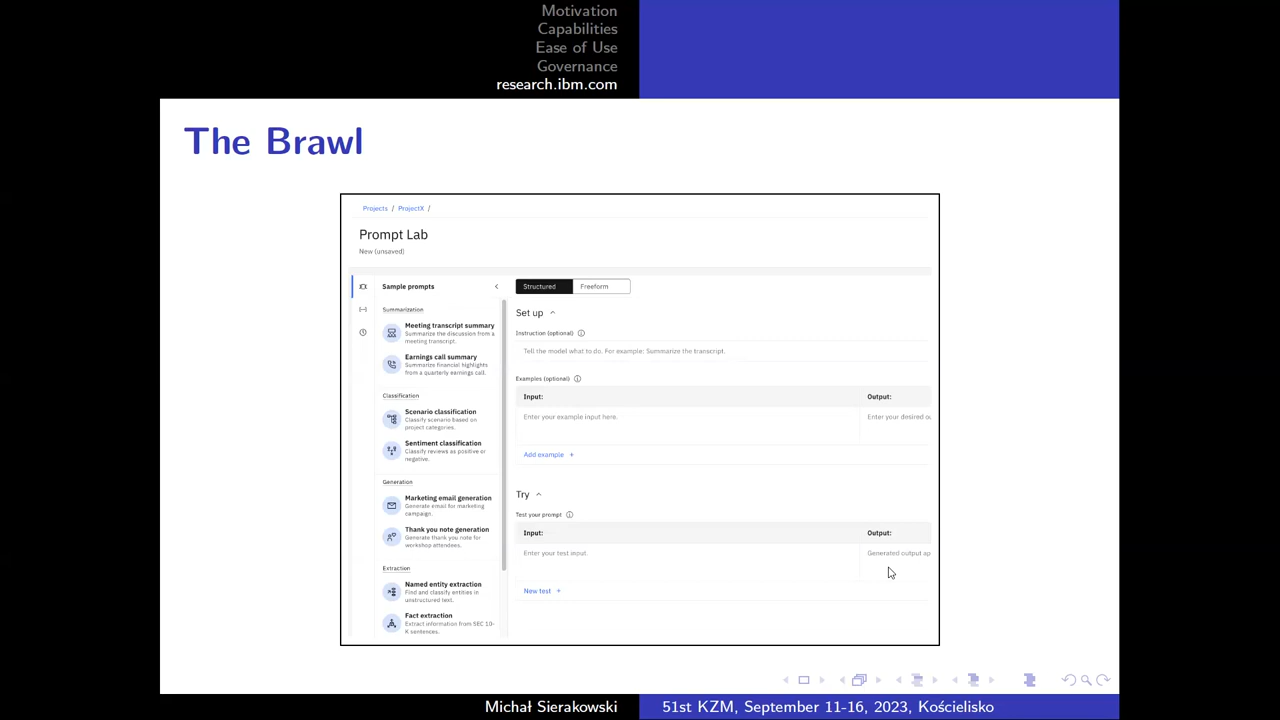 Motivation
Capabilities
Ease of Use
Governance
research.ibm.com
The Brawl
Projects / ProjectX /
Prompt Lab
New (unsaved)
Sample prompts
Summarization
Meeting transcript summary
Summarize the discussion from a
meeting transcript.
Earnings call summary
Summarize financial highlights
from a quarterly earnings call.
Classification
Scenario classification
Classify scenario based on
project categories.
Sentiment classification
Classify reviews as positive or
negative.
Generation
Marketing email generation
Generate email for marketing
campaign.
Thank you note generation
Generate thank you note for
workshop attendees.
Extraction
Named entity extraction
Find and classify entities in
unstructured text.
Fact extraction
Extract information from SEC 10-
K sentences.
Structured Freeform
Set up
Instruction (optional)
Tell the model what to do. For example: Summarize the transcript.
Examples (optional)
Input: Output:
Enter your example input here. Enter your desired ou
Add example +
Try
Test your prompt
Input: Output:
Enter your test input. Generated output ap
New test +
Michał Sierakowski 51st KZM, September 11-16, 2023, Kościelisko